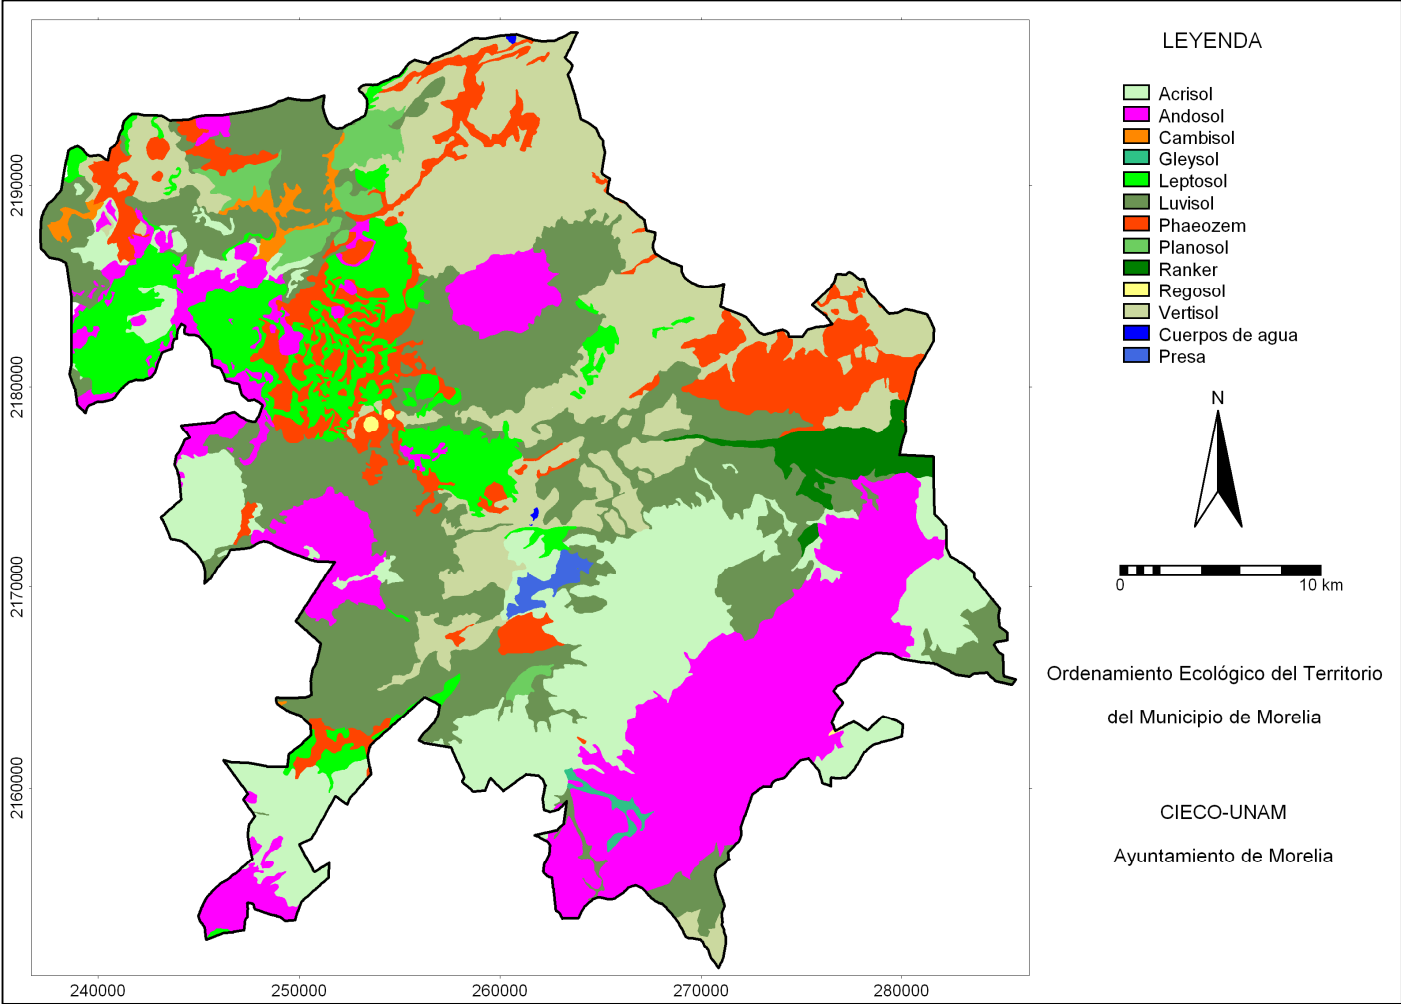 LEYENDA
Acrisol
Andosol
Cambisol
Gleysol
Leptosol
Luvisol
Phaeozem
Planosol
Ranker
Regosol
Vertisol
Cuerpos de agua
Presa
N
0 10 km
Ordenamiento Ecológico del Territorio
del Municipio de Morelia
CIECO-UNAM
Ayuntamiento de Morelia
2190000
2180000
2170000
2160000
240000 250000 260000 270000 280000